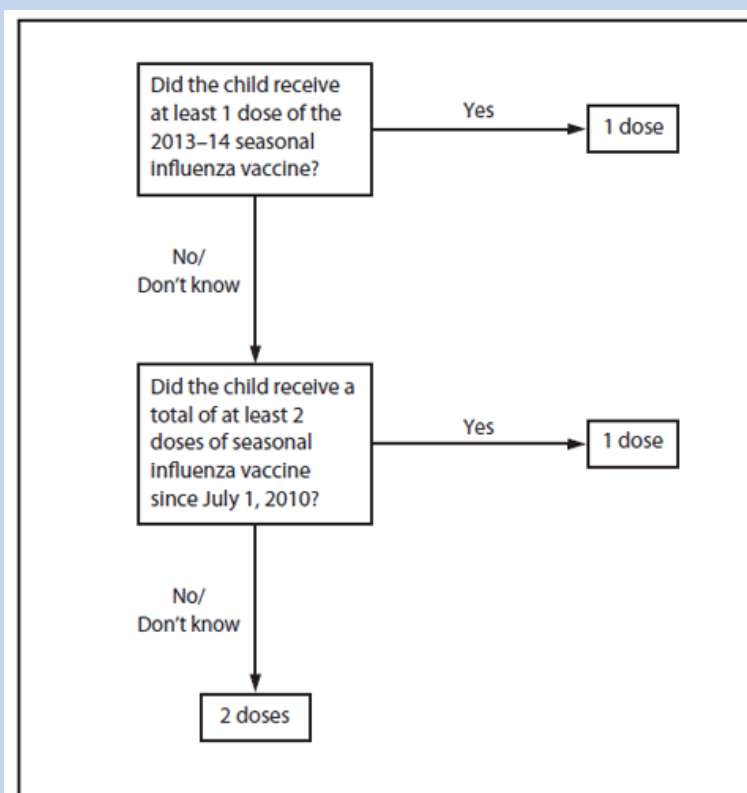 Did the child receive
at least 1 dose of the
2013–14 seasonal
influenza vaccine?
Yes
1 dose
No/
Don't know
Did the child receive a
total of at least 2
doses of seasonal
influenza vaccine
since July 1, 2010?
Yes
1 dose
No/
Don't know
2 doses